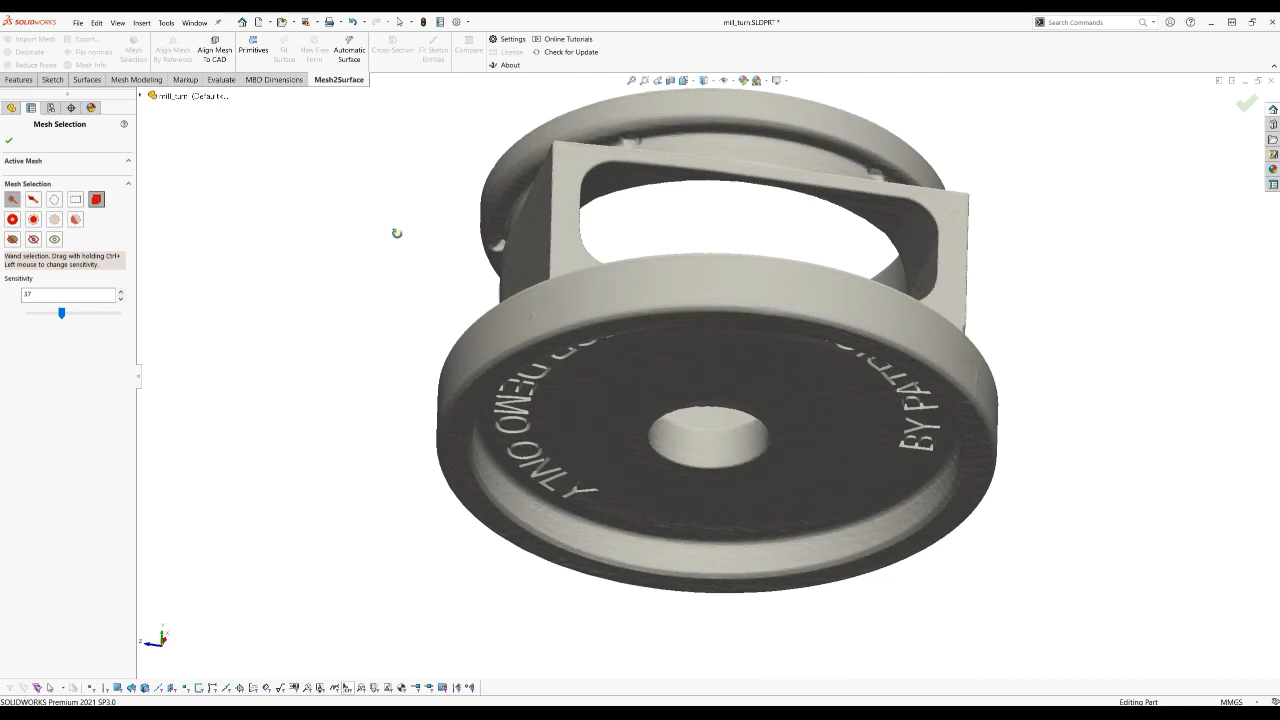 SOLIDWORKS File Edit View Insert Tools Window mill_turn.SLDPRT * Search Commands
Import Mesh Export... Mesh Selection Align Mesh By Reference Align Mesh To CAD Primitives Fit Surface New Free Form Automatic Surface Cross-Section Fit Sketch Entities Compare Settings Online Tutorials
Decimate Flip normals License Check for Update
Reduce Noise Mesh Info About
Features Sketch Surfaces Mesh Modeling Markup Evaluate MBD Dimensions Mesh2Surface
mill_turn (Default<...
Mesh Selection
Active Mesh
Mesh Selection
Wand selection. Drag with holding Ctrl+
Left mouse to change sensitivity.
Sensitivity
37
DEMO ONLY
BY
Y
X
Z
SOLIDWORKS Premium 2021 SP3.0 Editing Part MMGS